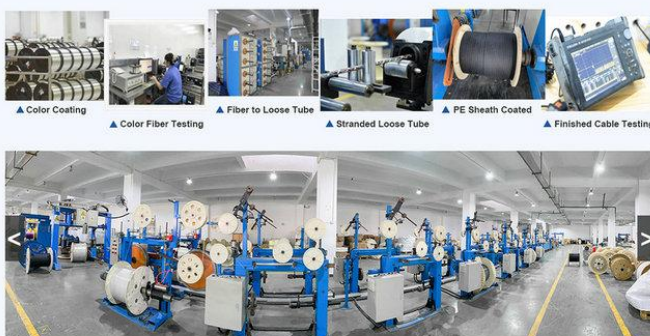 ▲ Color Coating
▲ Color Fiber Testing
▲ Fiber to Loose Tube
▲ Stranded Loose Tube
▲ PE Sheath Coated
▲ Finished Cable Testing
< >